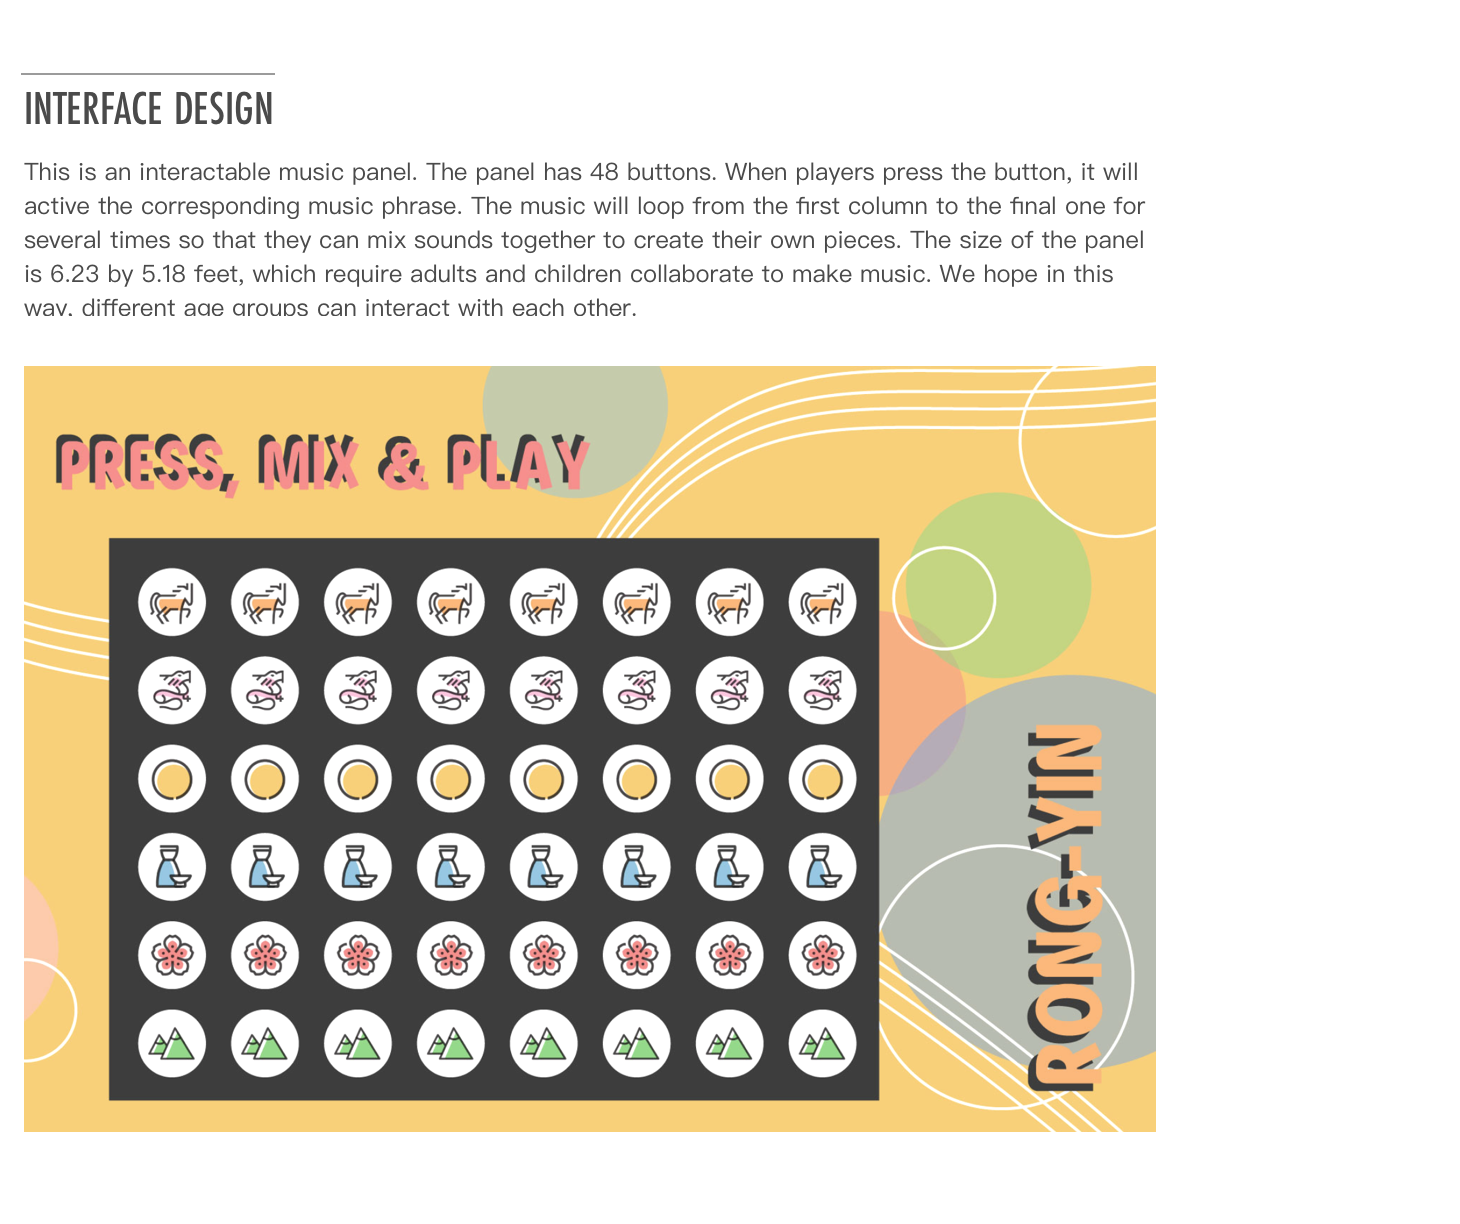 INTERFACE DESIGN
This is an interactable music panel. The panel has 48 buttons. When players press the button, it will
active the corresponding music phrase. The music will loop from the first column to the final one for
several times so that they can mix sounds together to create their own pieces. The size of the panel
is 6.23 by 5.18 feet, which require adults and children collaborate to make music. We hope in this
way, different age groups can interact with each other.
PRESS, MIX & PLAY
RONG-YIN